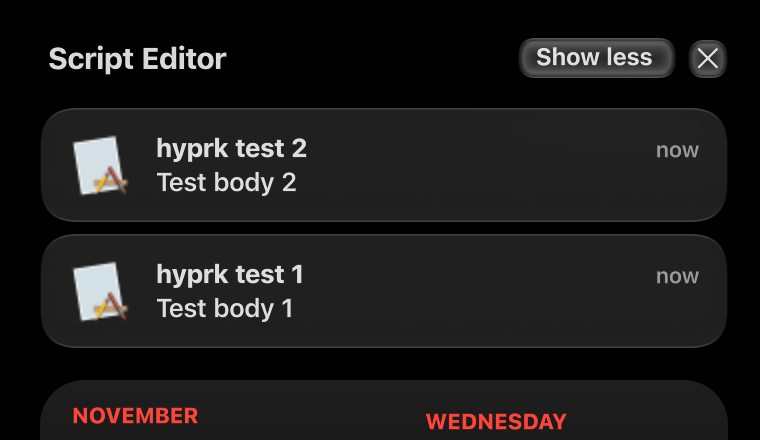 Script Editor
Show less
hyprk test 2
now
Test body 2
hyprk test 1
now
Test body 1
NOVEMBER
WEDNESDAY